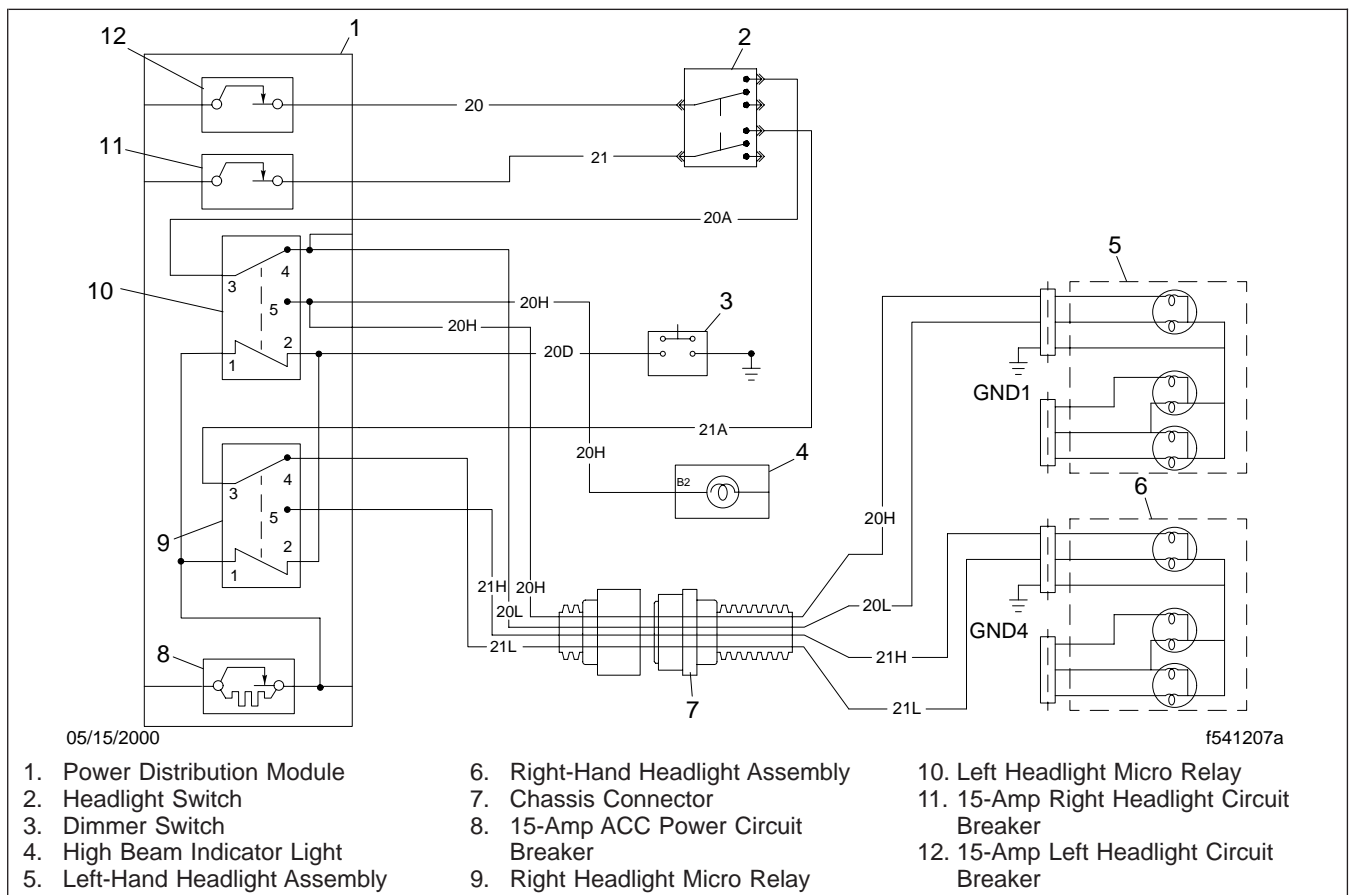 12
1
2
20
11
21
20A
4
3
10
5
20H
3
20H
2
20D
1
5
GND1
21A
20H
4
B2
4
3
5
2
1
9
6
20H
21H
20H
20L
20L
GND4
21H
21L
21L
8
7
05/15/2000
f541207a
1. Power Distribution Module
2. Headlight Switch
3. Dimmer Switch
4. High Beam Indicator Light
5. Left-Hand Headlight Assembly
6. Right-Hand Headlight Assembly
7. Chassis Connector
8. 15-Amp ACC Power Circuit
Breaker
9. Right Headlight Micro Relay
10. Left Headlight Micro Relay
11. 15-Amp Right Headlight Circuit
Breaker
12. 15-Amp Left Headlight Circuit
Breaker